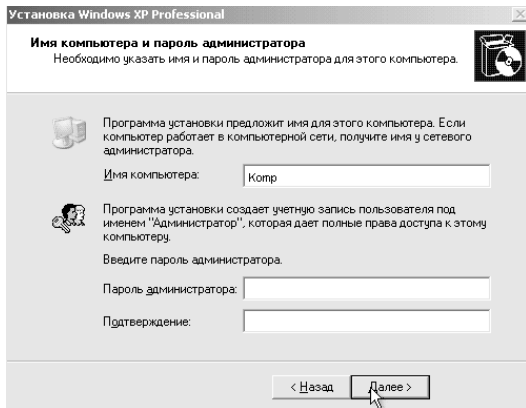 Установка Windows XP Professional
Имя компьютера и пароль администратора
Необходимо указать имя и пароль администратора для этого компьютера.
Программа установки предложит имя для этого компьютера. Если
компьютер работает в компьютерной сети, получите имя у сетевого
администратора.
Имя компьютера: Komp
Программа установки создает учетную запись пользователя под
именем "Администратор", которая дает полные права доступа к этому
компьютеру.
Введите пароль администратора.
Пароль администратора:
Подтверждение:
< Назад Далее >